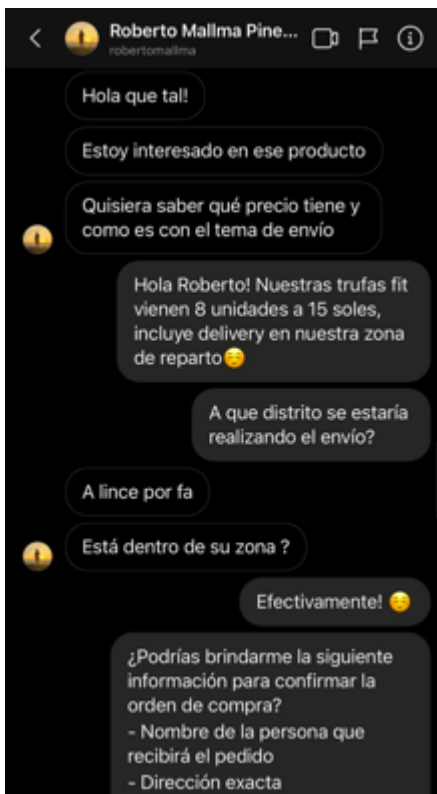 Roberto Mallma Pine...
robertomallma
Hola que tal!
Estoy interesado en ese producto
Quisiera saber qué precio tiene y
como es con el tema de envío
Hola Roberto! Nuestras trufas fit
vienen 8 unidades a 15 soles,
incluye delivery en nuestra zona
de reparto☺️
A que distrito se estaría
realizando el envío?
A lince por fa
Está dentro de su zona ?
Efectivamente! ☺️
¿Podrías brindarme la siguiente
información para confirmar la
orden de compra?
- Nombre de la persona que
recibirá el pedido
- Dirección exacta